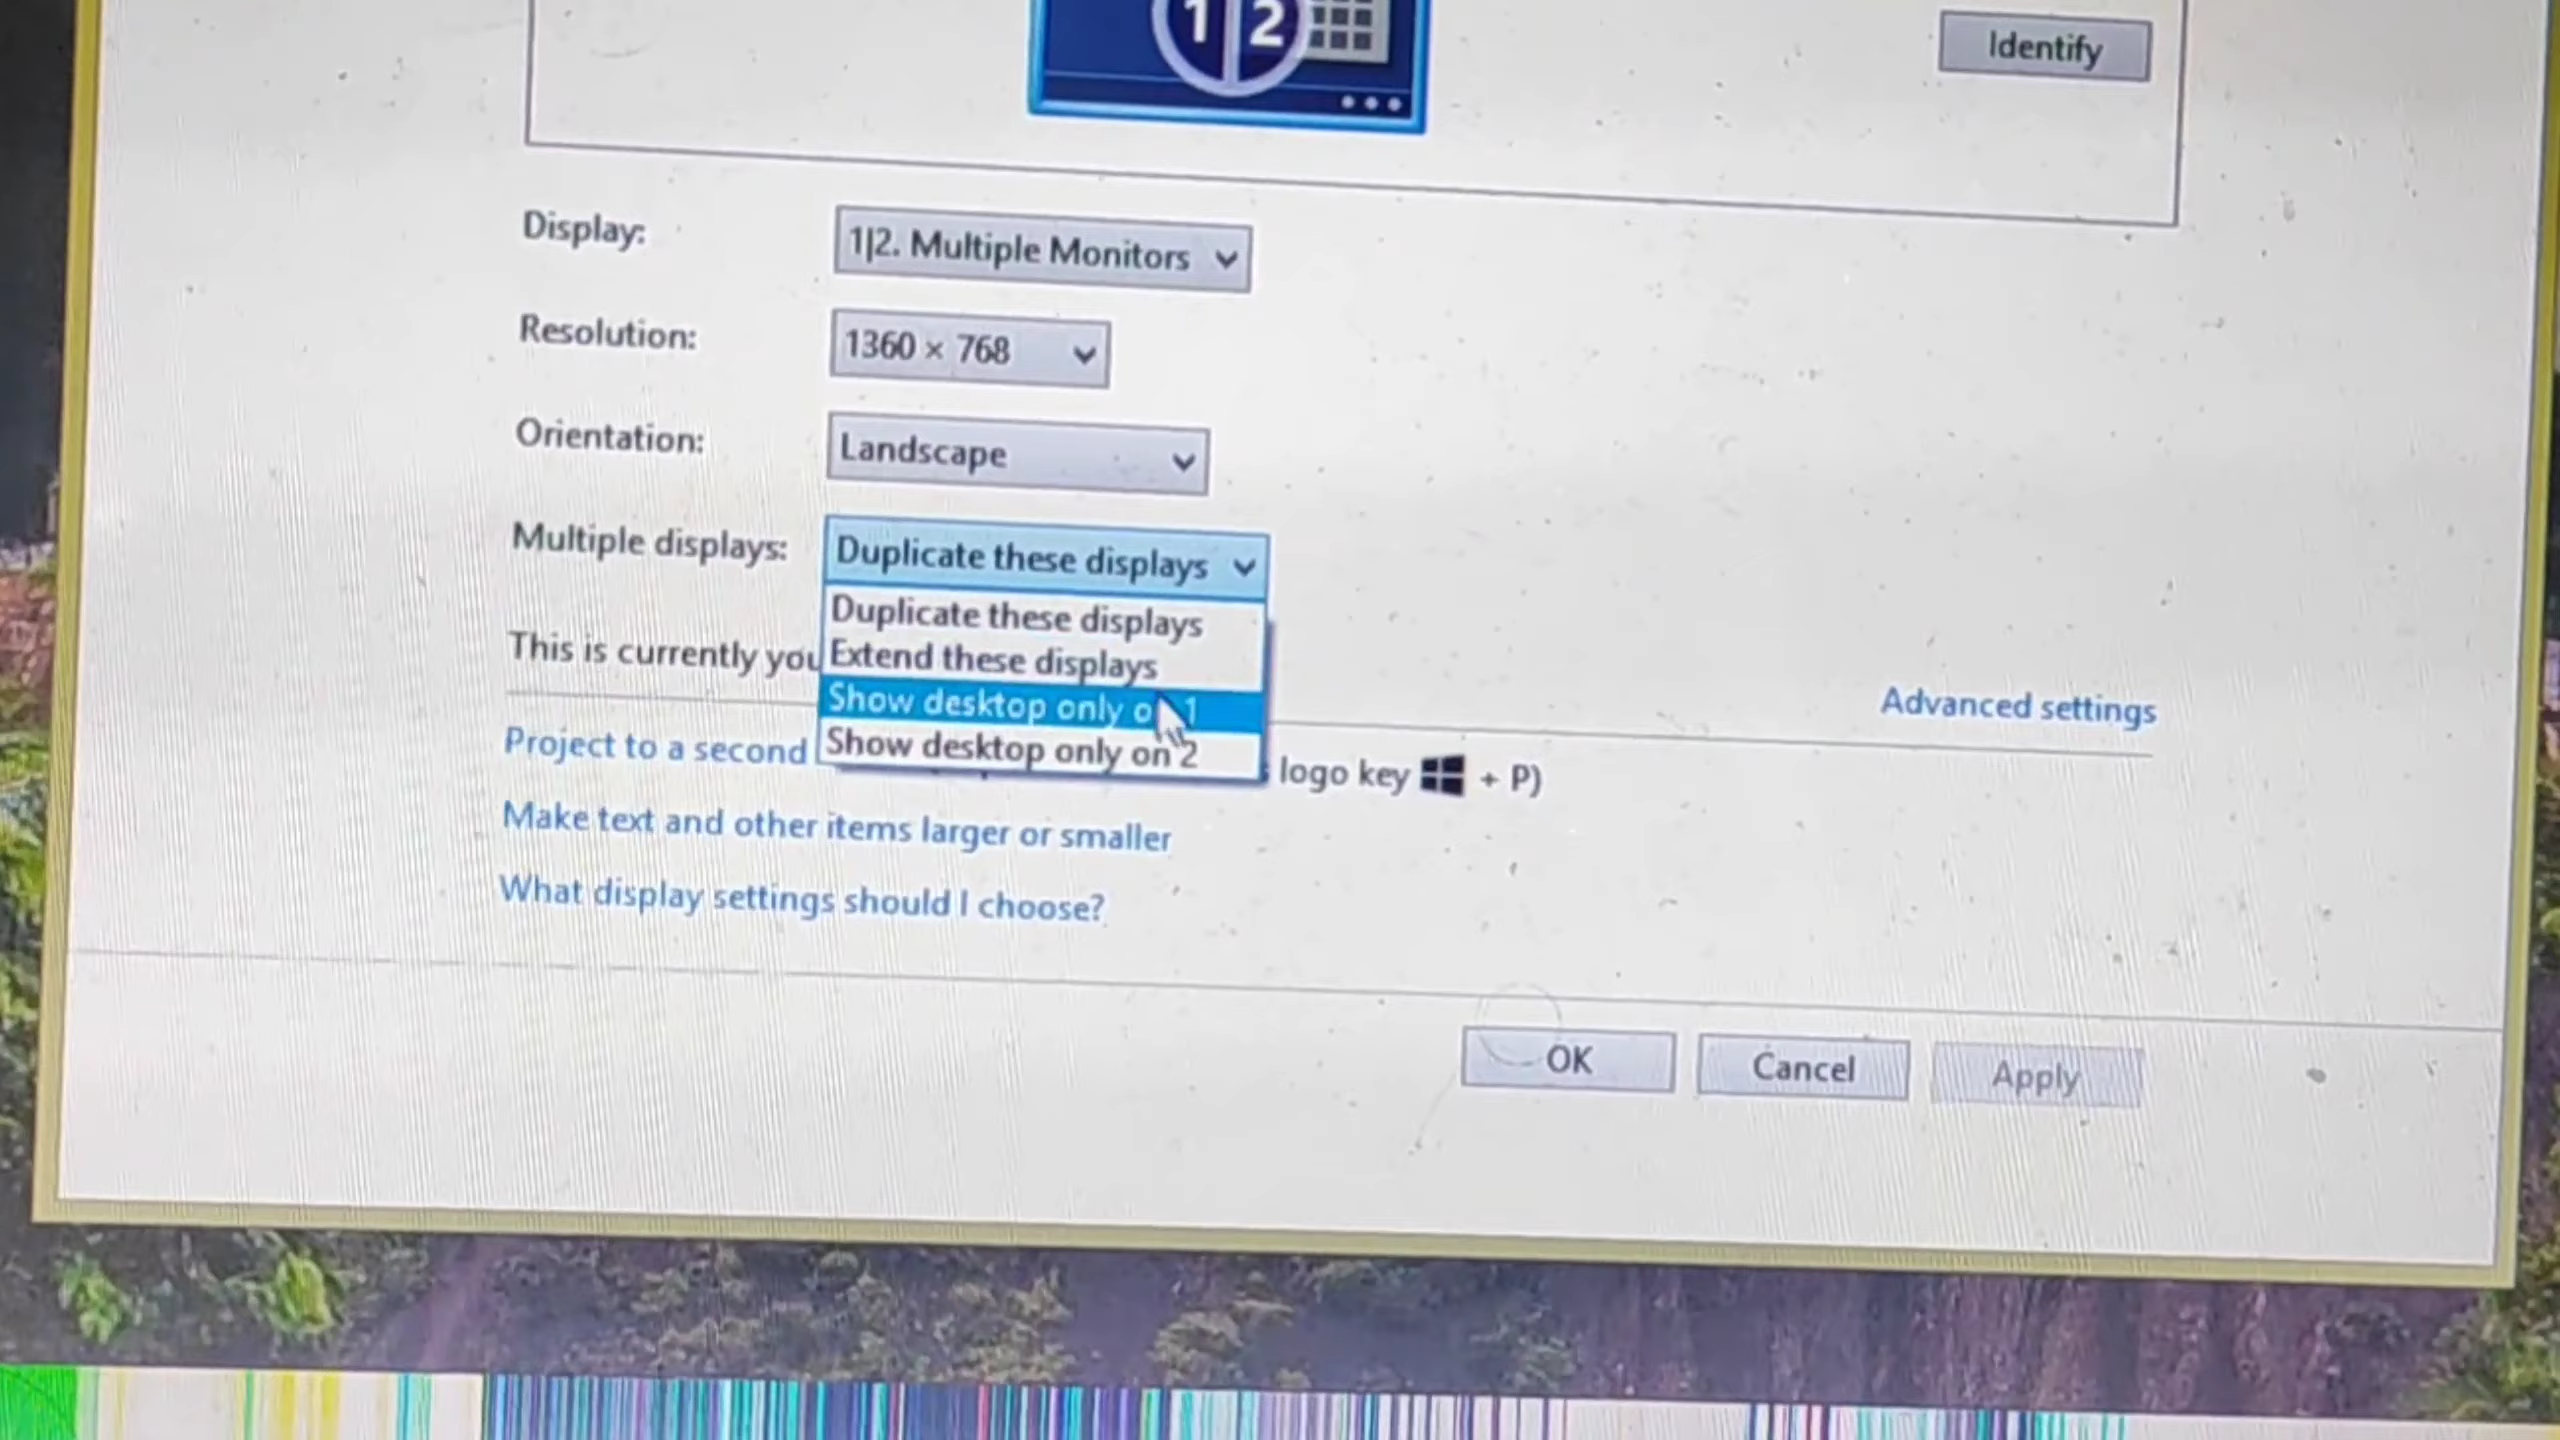 1|2
Identify
Display: 1|2. Multiple Monitors
Resolution: 1360 × 768
Orientation: Landscape
Multiple displays: Duplicate these displays
Duplicate these displays
This is currently Extend these displays
Show desktop only 1
Advanced settings
Project to a second Show desktop only on 2 logo key + P)
Make text and other items larger or smaller
What display settings should I choose?
OK Cancel Apply